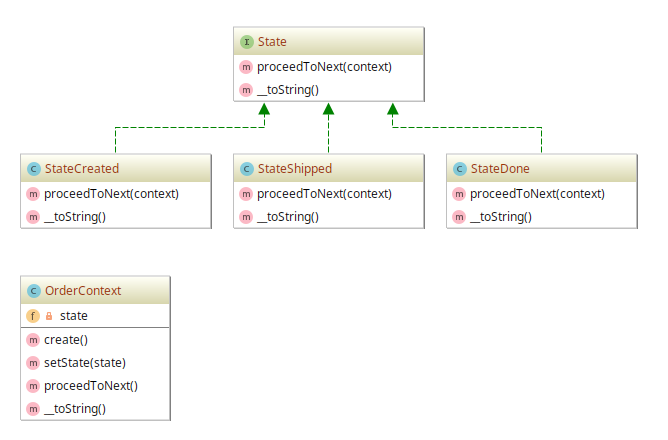 I State
m proceedToNext(context)
m __toString()
C StateCreated
m proceedToNext(context)
m __toString()
C StateShipped
m proceedToNext(context)
m __toString()
C StateDone
m proceedToNext(context)
m __toString()
C OrderContext
f state
m create()
m setState(state)
m proceedToNext()
m __toString()